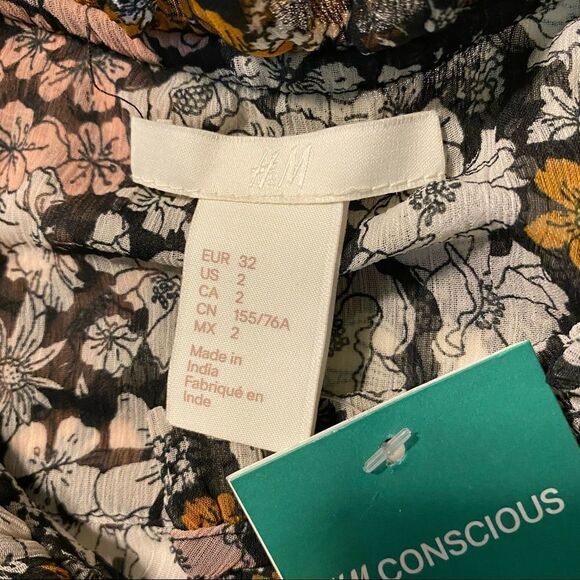 H&M
EUR 32
US 2
CA 2
CN 155/76A
MX 2
Made in
India
Fabriqué en
Inde
CONSCIOUS